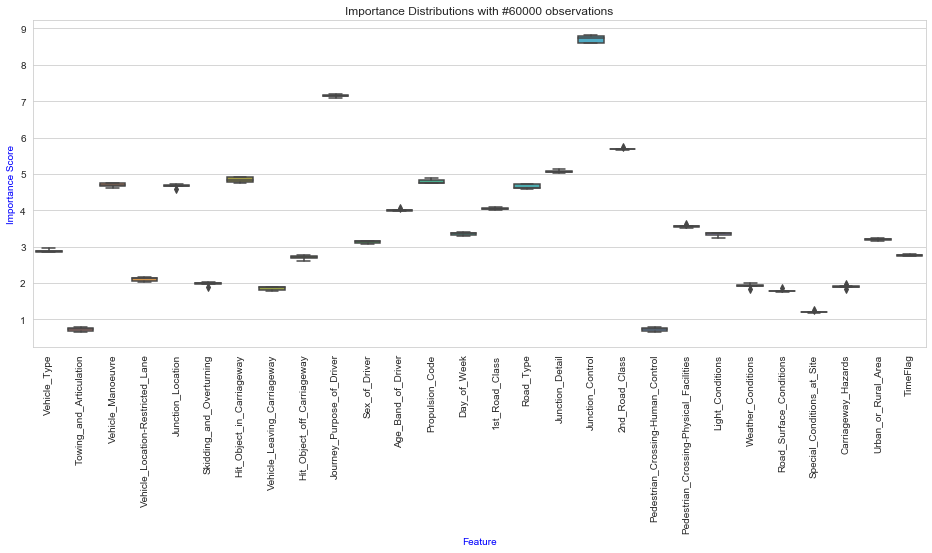 Importance Distributions with #60000 observations
Importance Score
9
8
7
6
5
4
3
2
1
Vehicle_Type
Towing_and_Articulation
Vehicle_Manoeuvre
Vehicle_Location-Restricted_Lane
Junction_Location
Skidding_and_Overturning
Hit_Object_in_Carriageway
Vehicle_Leaving_Carriageway
Hit_Object_off_Carriageway
Journey_Purpose_of_Driver
Sex_of_Driver
Age_Band_of_Driver
Propulsion_Code
Day_of_Week
1st_Road_Class
Road_Type
Junction_Detail
Junction_Control
2nd_Road_Class
Pedestrian_Crossing-Human_Control
Pedestrian_Crossing-Physical_Facilities
Light_Conditions
Weather_Conditions
Road_Surface_Conditions
Special_Conditions_at_Site
Carriageway_Hazards
Urban_or_Rural_Area
TimeFlag
Feature